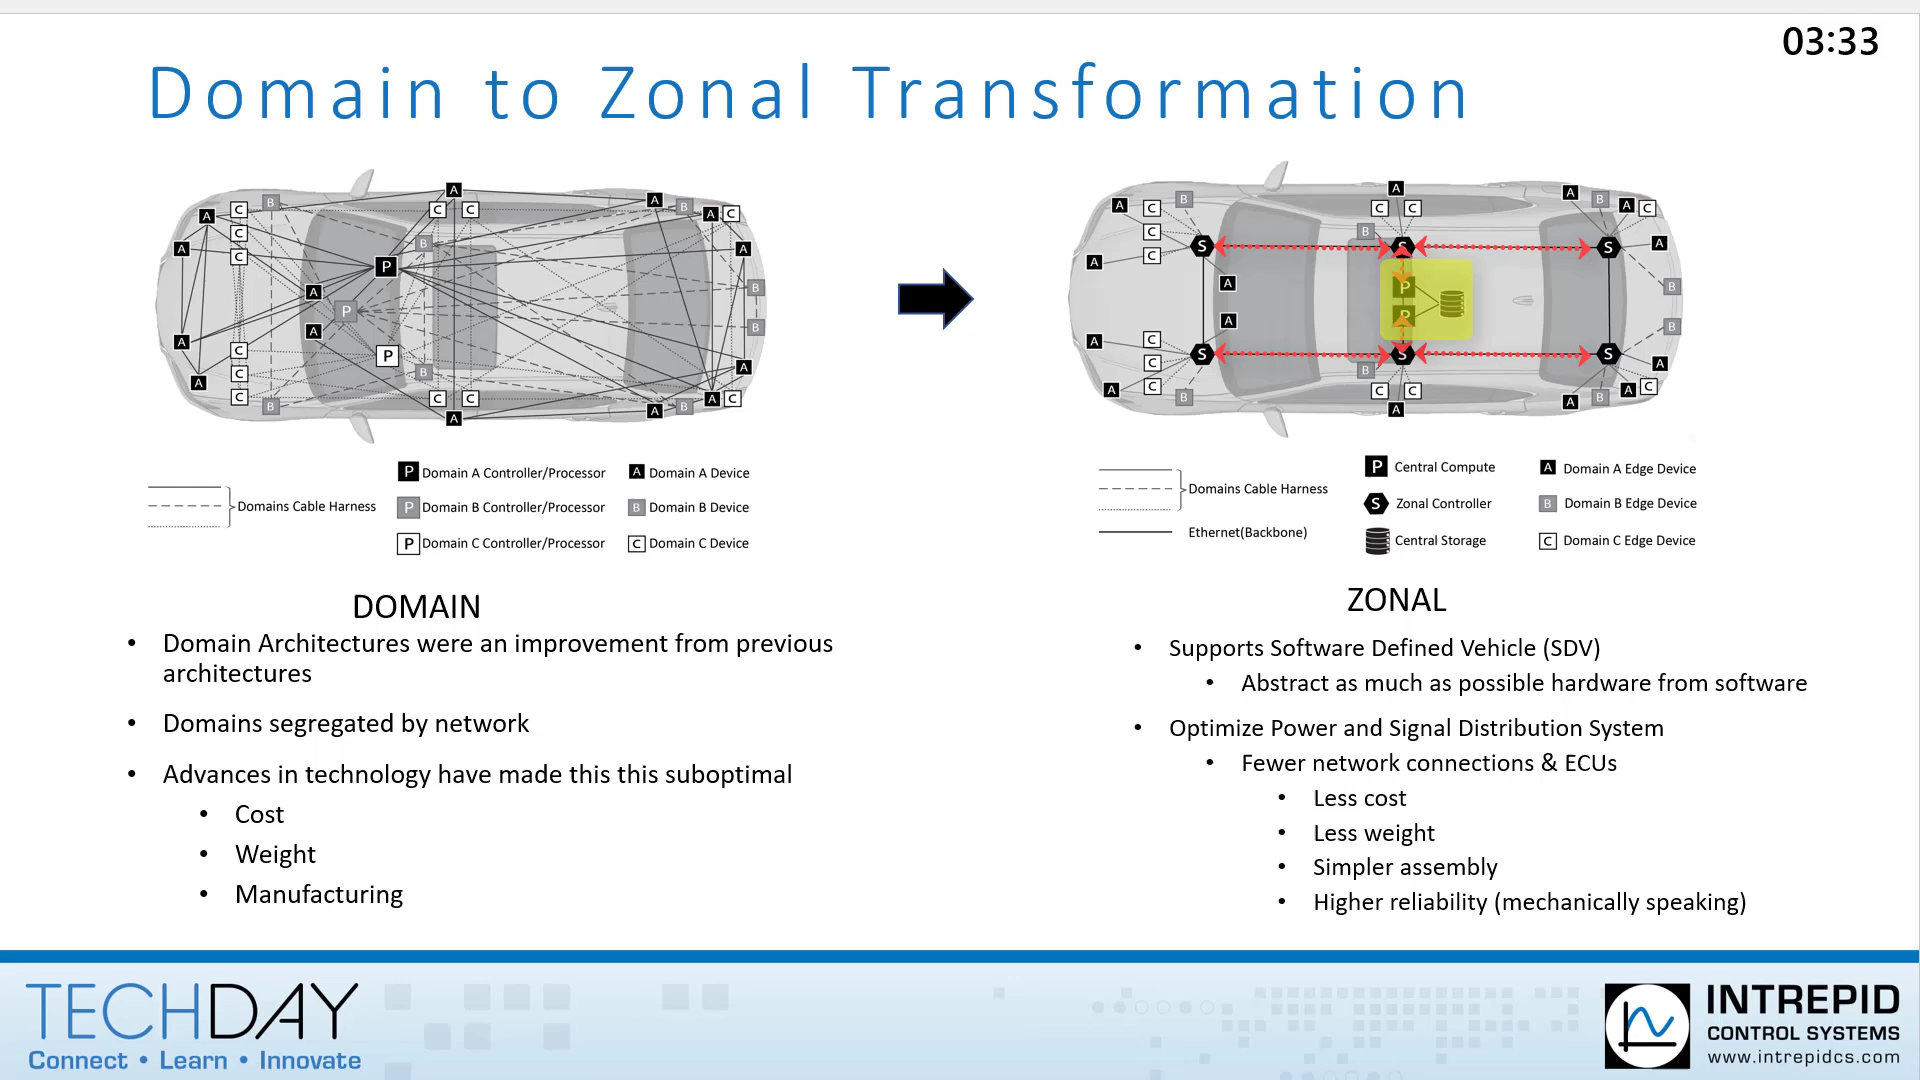 03:33
Domain to Zonal Transformation
A
A
A
B
C
C
C
B
A
C
A
C
C
B
A
C
P
B
A
A
P
B
A
B
P
A
C
B
A
C
A
C
B
C
C
A
C
B
A
A
A
B
A
C
C
B
A
C
C
C
A
C
B
A
S
S
S
A
A
P
B
A
P
B
A
C
S
S
S
A
C
B
A
C
C
C
A
C
B
B
A
A
B
P Domain A Controller/Processor
A Domain A Device
Domains Cable Harness
P Domain B Controller/Processor
B Domain B Device
P Domain C Controller/Processor
C Domain C Device
P Central Compute
A Domain A Edge Device
Domains Cable Harness
S Zonal Controller
B Domain B Edge Device
Ethernet(Backbone)
Central Storage
C Domain C Edge Device
DOMAIN
• Domain Architectures were an improvement from previous
architectures
• Domains segregated by network
• Advances in technology have made this this suboptimal
• Cost
• Weight
• Manufacturing
ZONAL
• Supports Software Defined Vehicle (SDV)
• Abstract as much as possible hardware from software
• Optimize Power and Signal Distribution System
• Fewer network connections & ECUs
• Less cost
• Less weight
• Simpler assembly
• Higher reliability (mechanically speaking)
TECHDAY
Connect • Learn • Innovate
INTREPID
CONTROL SYSTEMS
www.intrepidcs.com